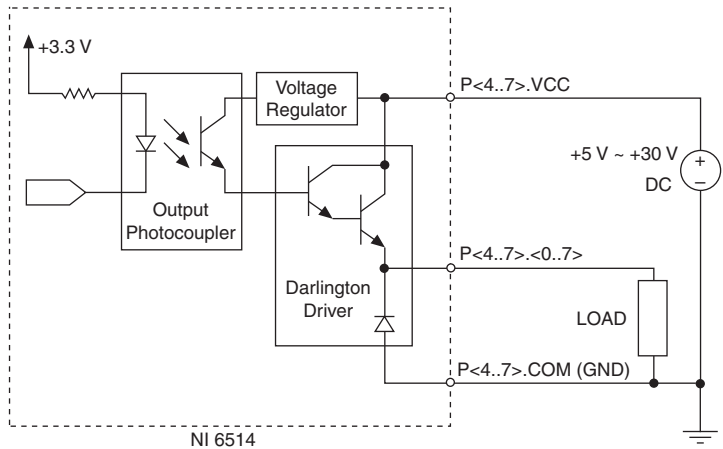 +3.3 V
Voltage
Regulator
P<4..7>.VCC
+5 V ~ +30 V
DC
+
−
Output
Photocoupler
P<4..7>.<0..7>
Darlington
Driver
LOAD
P<4..7>.COM (GND)
NI 6514